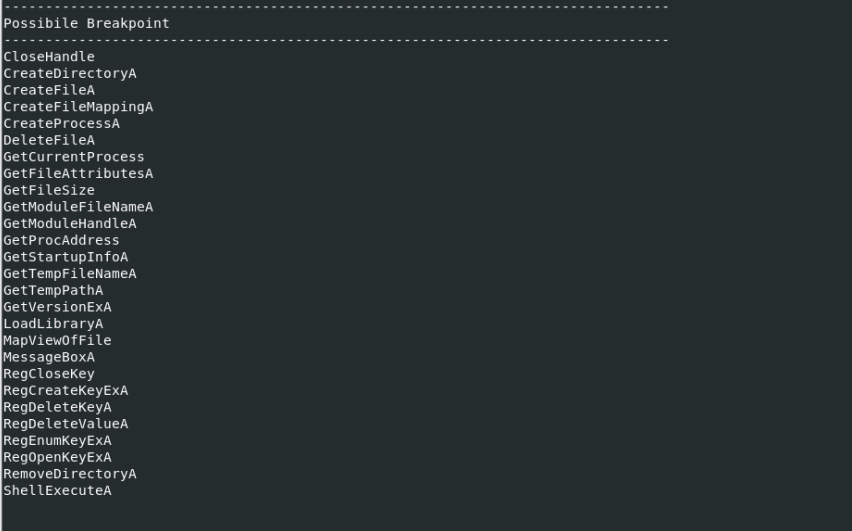 --------------------------------------------------------------------------------
Possibile Breakpoint
--------------------------------------------------------------------------------
CloseHandle
CreateDirectoryA
CreateFileA
CreateFileMappingA
CreateProcessA
DeleteFileA
GetCurrentProcess
GetFileAttributesA
GetFileSize
GetModuleFileNameA
GetModuleHandleA
GetProcAddress
GetStartupInfoA
GetTempFileNameA
GetTempPathA
GetVersionExA
LoadLibraryA
MapViewOfFile
MessageBoxA
RegCloseKey
RegCreateKeyExA
RegDeleteKeyA
RegDeleteValueA
RegEnumKeyExA
RegOpenKeyExA
RemoveDirectoryA
ShellExecuteA